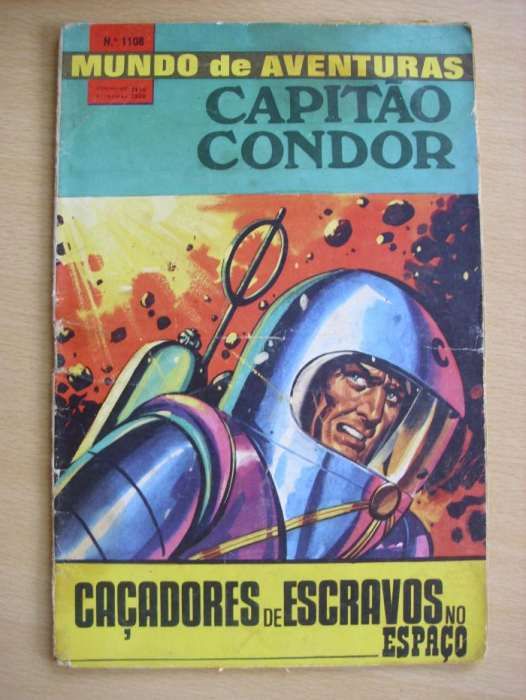 N.º 1108
MUNDO de AVENTURAS
CAPITÃO
CONDOR
CAÇADORES DE ESCRAVOS NO
ESPAÇO